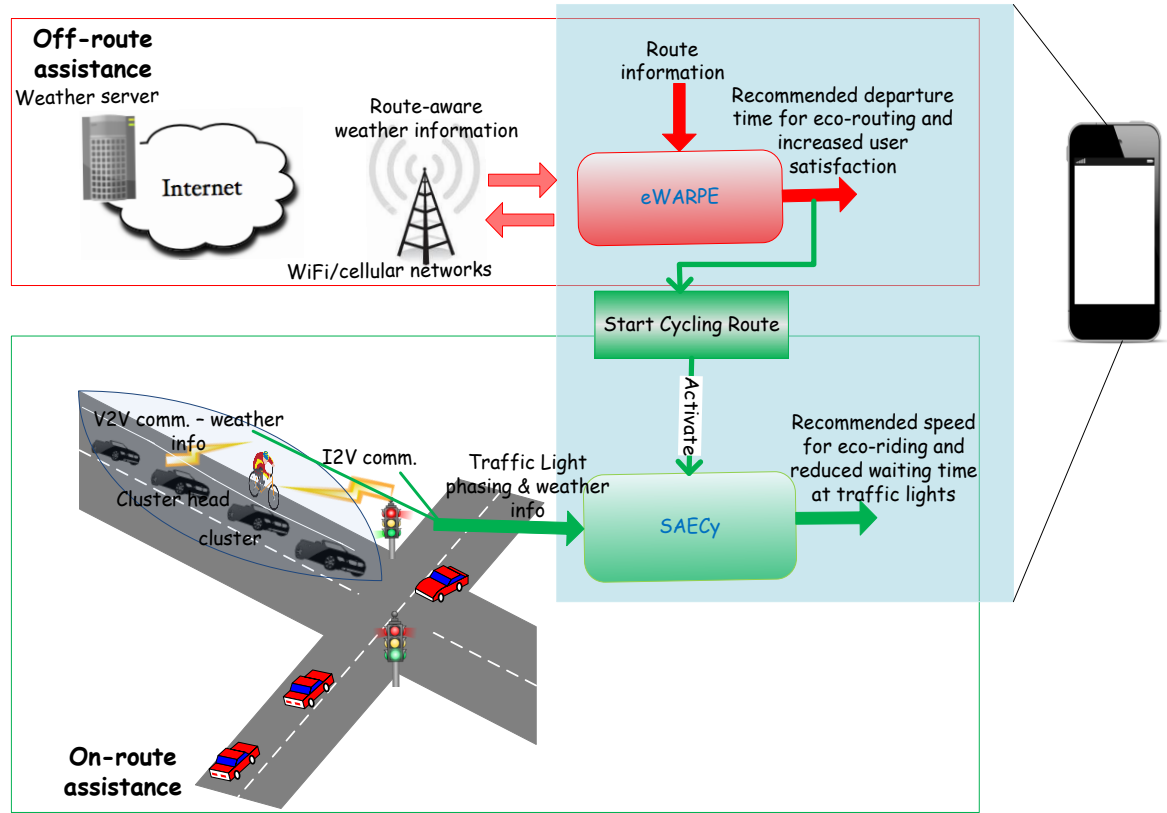 Off-route
assistance
Weather server
Internet
Route-aware
weather information
WiFi/cellular networks
Route
information
eWARPE
Recommended departure
time for eco-routing and
increased user
satisfaction
Start Cycling Route
Activate
V2V comm. – weather
info
Cluster head
cluster
I2V comm.
Traffic Light
phasing & weather
info
SAECy
Recommended speed
for eco-riding and
reduced waiting time
at traffic lights
On-route
assistance